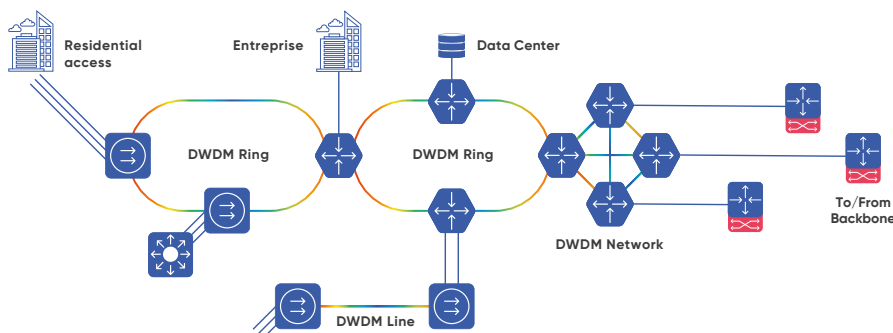 Residential
access
Entreprise
Data Center
DWDM Ring
DWDM Ring
To/From
Backbone
DWDM Network
DWDM Line